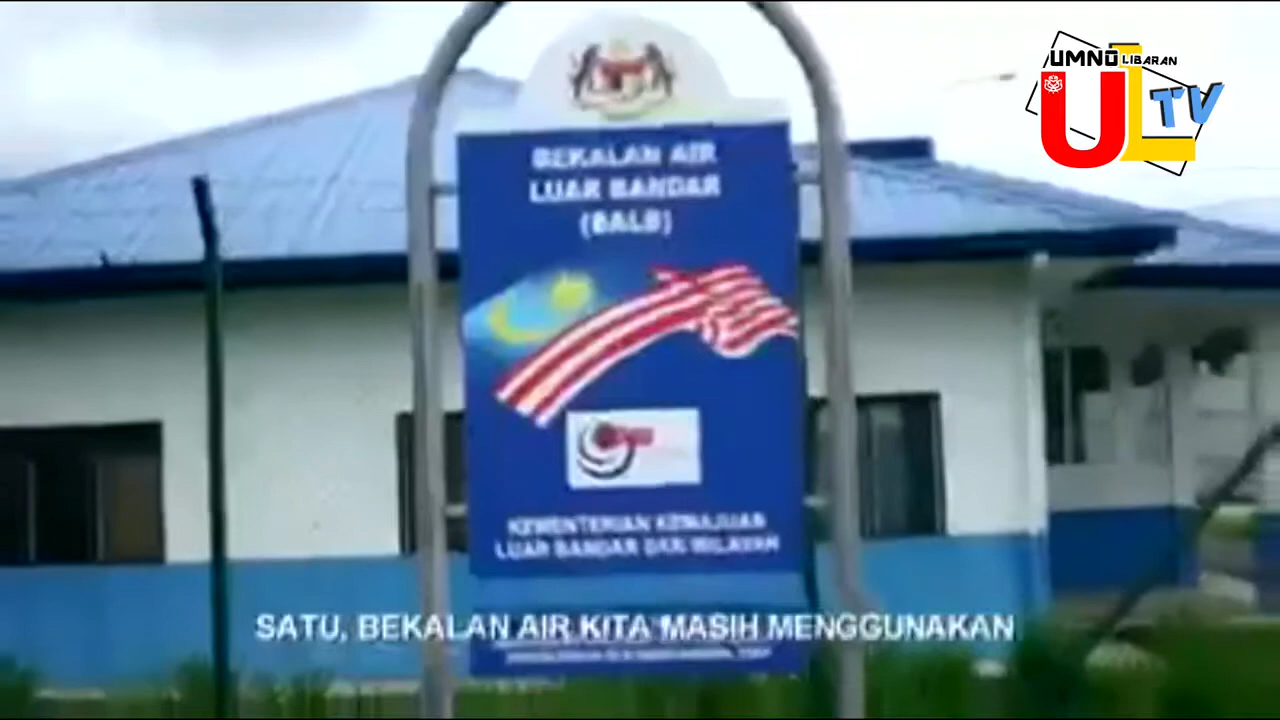 UMNO LIBARAN
UL TV
BEKALAN AIR
LUAR BANDAR
(BALB)
KEMENTERIAN KEMAJUAN
LUAR BANDAR DAN WILAYAH
SATU, BEKALAN AIR KITA MASIH MENGGUNAKAN